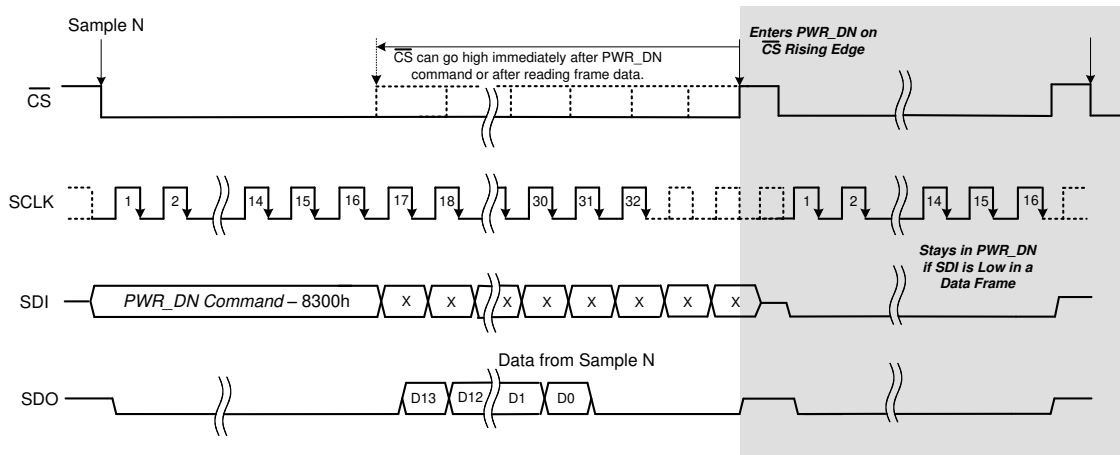 Sample N
Enters PWR_DN on
CS Rising Edge
CS can go high immediately after PWR_DN
command or after reading frame data.
CS
SCLK
1 2 14 15 16 17 18 30 31 32 1 2 14 15 16
Stays in PWR_DN
if SDI is Low in a
Data Frame
SDI
PWR_DN Command – 8300h X X X X X X X X
Data from Sample N
SDO
D13 D12 D1 D0